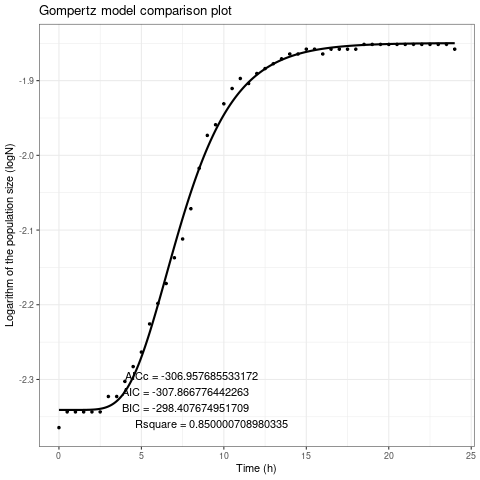 Gompertz model comparison plot
Logarithm of the population size (logN)
-1.9
-2.0
-2.1
-2.2
-2.3
AICc = -306.957685533172
AIC = -307.866776442263
BIC = -298.407674951709
Rsquare = 0.850000708980335
0 5 10 15 20 25
Time (h)